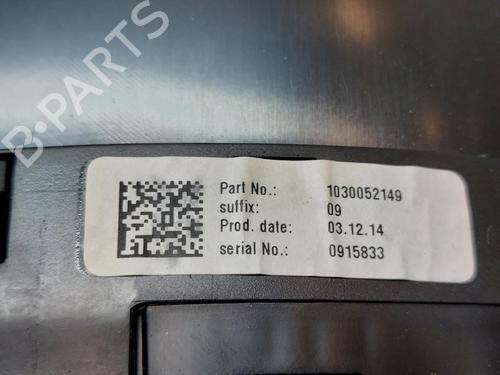 B-PARTS
Part No.: 1030052149
suffix: 09
Prod. date: 03.12.14
serial No.: 0915833